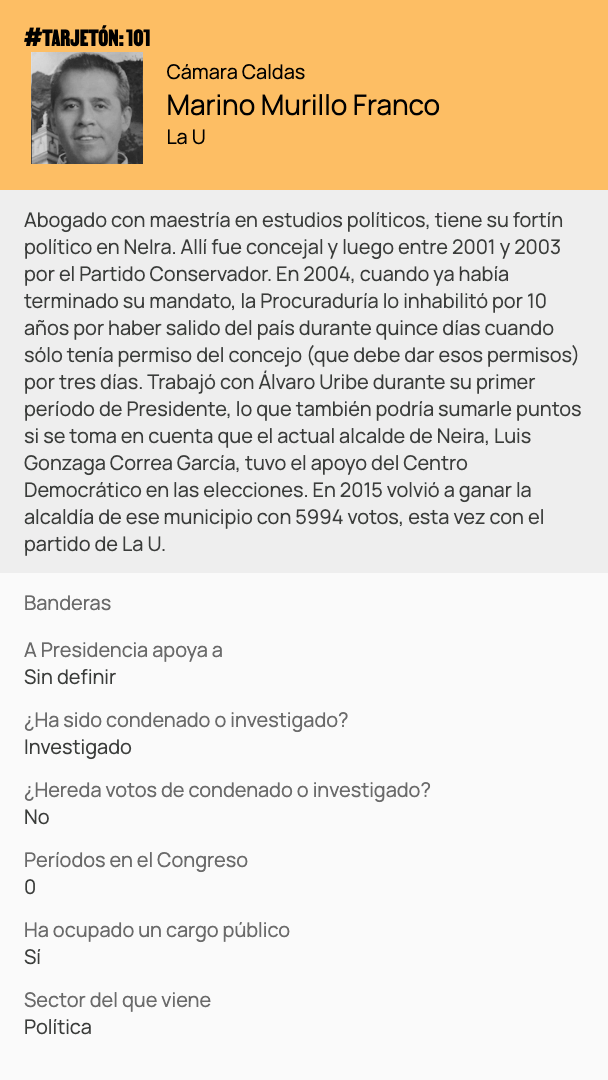 #TARJETÓN: 101
Cámara Caldas
Marino Murillo Franco
La U
Abogado con maestría en estudios políticos, tiene su fortín
político en Nelra. Allí fue concejal y luego entre 2001 y 2003
por el Partido Conservador. En 2004, cuando ya había
terminado su mandato, la Procuraduría lo inhabilitó por 10
años por haber salido del país durante quince días cuando
sólo tenía permiso del concejo (que debe dar esos permisos)
por tres días. Trabajó con Álvaro Uribe durante su primer
período de Presidente, lo que también podría sumarle puntos
si se toma en cuenta que el actual alcalde de Neira, Luis
Gonzaga Correa García, tuvo el apoyo del Centro
Democrático en las elecciones. En 2015 volvió a ganar la
alcaldía de ese municipio con 5994 votos, esta vez con el
partido de La U.
Banderas
A Presidencia apoya a
Sin definir
¿Ha sido condenado o investigado?
Investigado
¿Hereda votos de condenado o investigado?
No
Períodos en el Congreso
0
Ha ocupado un cargo público
Sí
Sector del que viene
Política